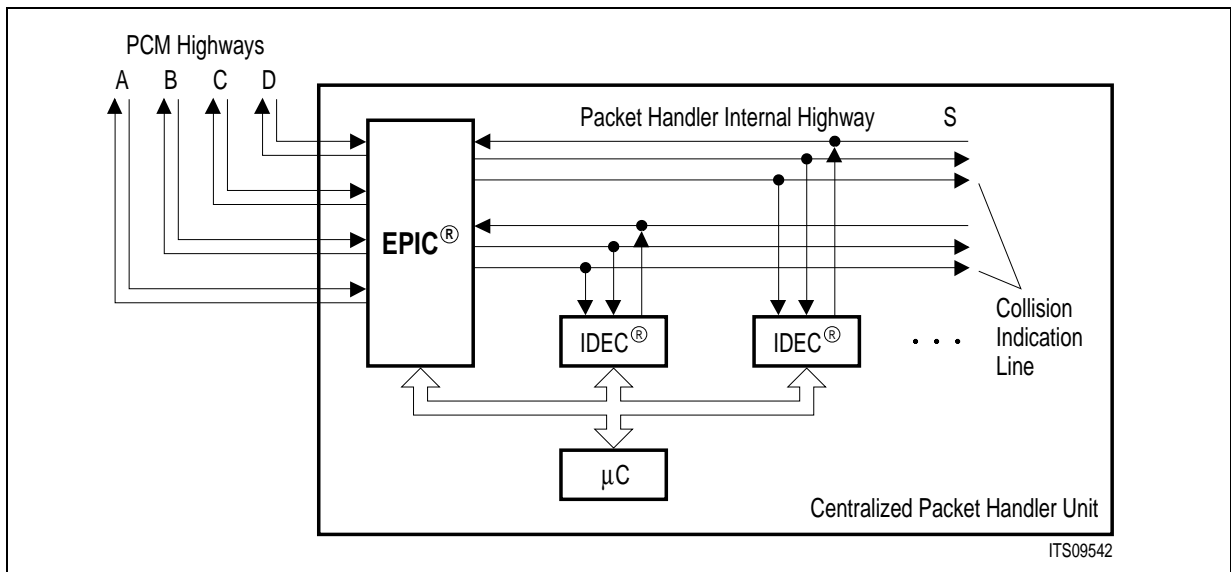 PCM Highways
A B C D
Packet Handler Internal Highway S
EPIC®
IDEC® IDEC® . . .
Collision
Indication
Line
µC
Centralized Packet Handler Unit
ITS09542